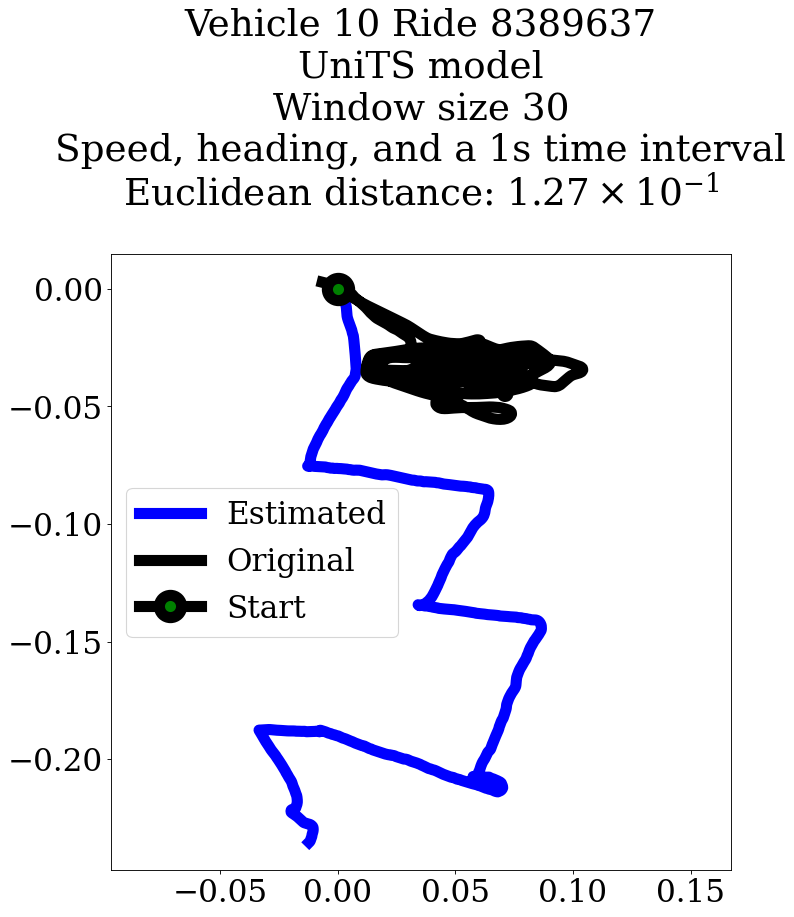 Vehicle 10 Ride 8389637
UniTS model
Window size 30
Speed, heading, and a 1s time interval
Euclidean distance: 1.27 × 10⁻¹
0.00
−0.05
−0.10
−0.15
−0.20
Estimated
Original
Start
−0.05 0.00 0.05 0.10 0.15